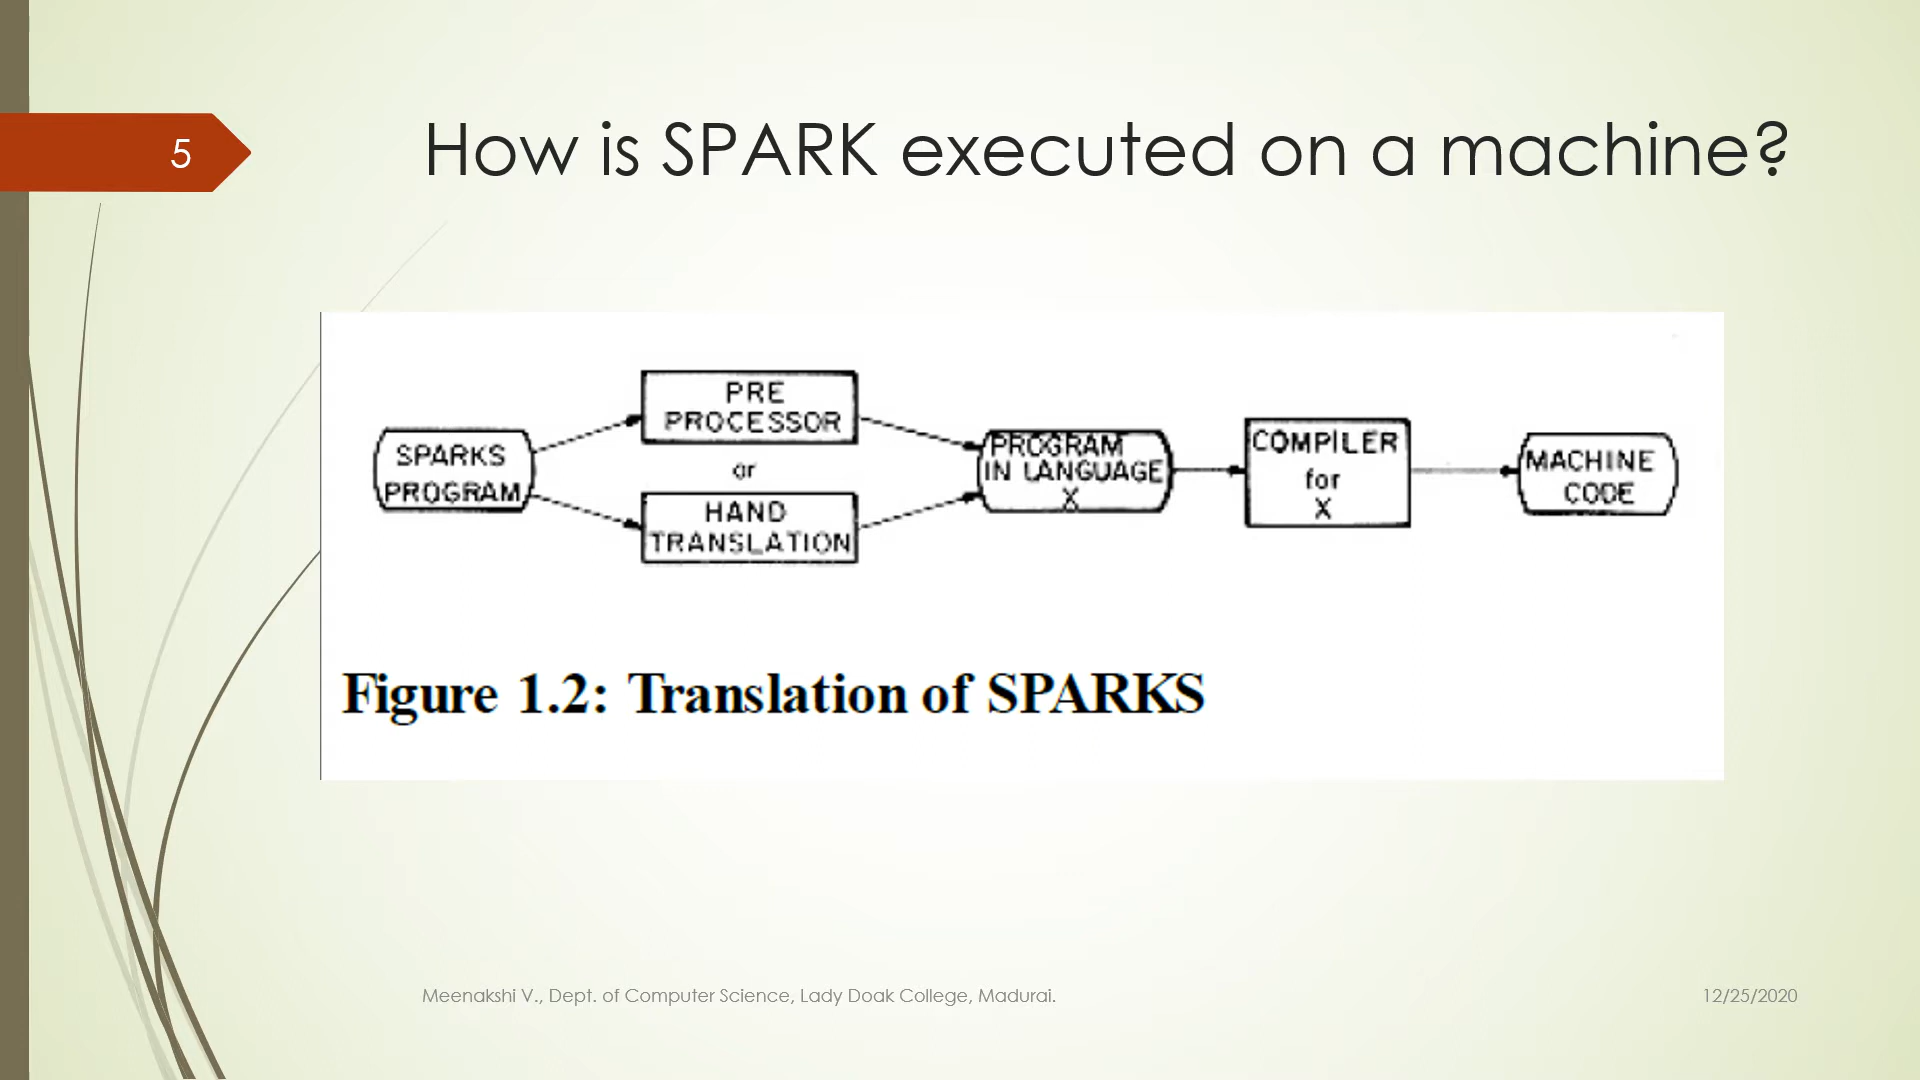 5
How is SPARK executed on a machine?
SPARKS
PROGRAM
PRE
PROCESSOR
or
HAND
TRANSLATION
PROGRAM
IN LANGUAGE
X
COMPILER
for
X
MACHINE
CODE
Figure 1.2: Translation of SPARKS
Meenakshi V., Dept. of Computer Science, Lady Doak College, Madurai.
12/25/2020